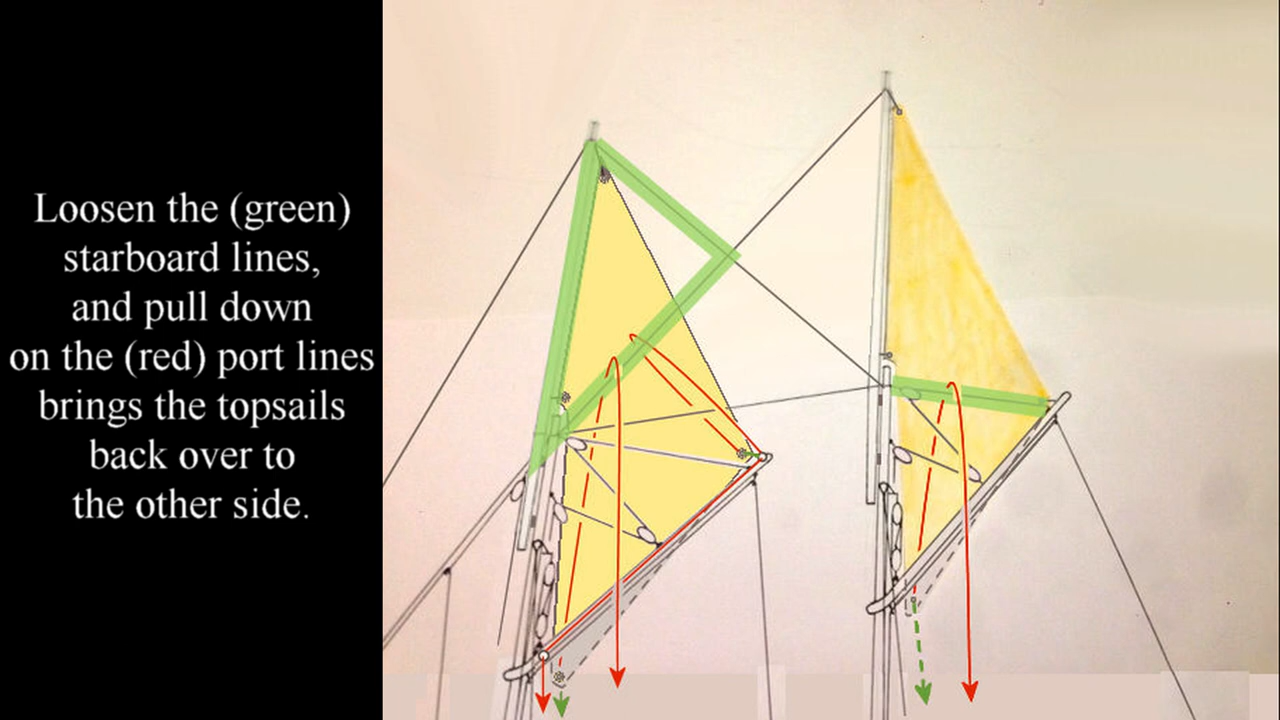 Loosen the (green)
starboard lines,
and pull down
on the (red) port lines
brings the topsails
back over to
the other side.